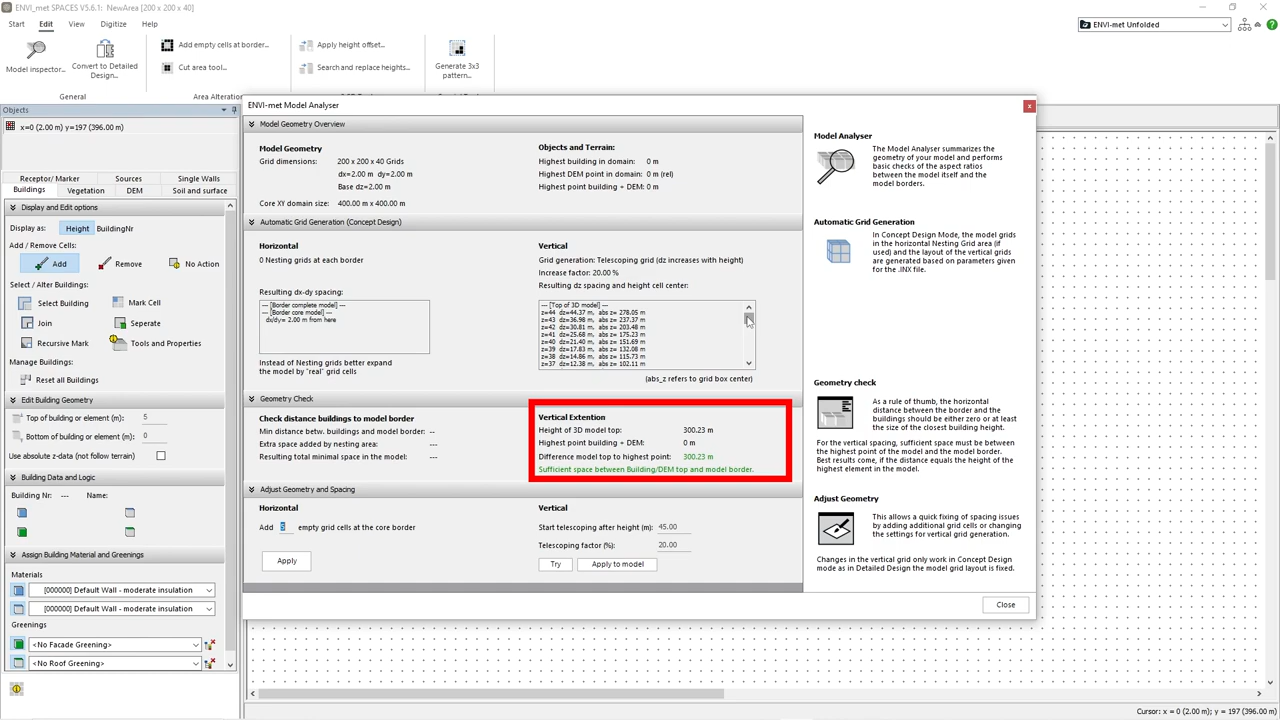 ENVI_met SPACES V5.6.1: NewArea [200 x 200 x 40]
Start Edit View Digitize Help
ENVI-met Unfolded
Model inspector...
Convert to Detailed Design...
General
Add empty cells at border...
Cut area tool...
Area Alteratio
Apply height offset...
Search and replace heights...
Generate 3x3 pattern...
Objects
x=0 (2.00 m) y=197 (396.00 m)
Receptor/ Marker Sources Single Walls
Buildings Vegetation DEM Soil and surface
Display and Edit options
Display as: Height BuildingNr
Add / Remove Cells:
Add Remove No Action
Select / Alter Buildings:
Select Building Mark Cell
Join Seperate
Recursive Mark Tools and Properties
Manage Buildings:
Reset all Buildings
Edit Building Geometry
Top of building or element (m): 5
Bottom of building or element (m): 0
Use absolute z-data (not follow terrain)
Building Data and Logic
Building Nr: --- Name:
Assign Building Material and Greenings
Materials
[000000] Default Wall - moderate insulation
[000000] Default Wall - moderate insulation
Greenings
<No Facade Greening>
<No Roof Greening>
ENVI-met Model Analyser
x
Model Geometry Overview
Model Geometry
Grid dimensions: 200 x 200 x 40 Grids
dx=2.00 m dy=2.00 m
Base dz=2.00 m
Core XY domain size: 400.00 m x 400.00 m
Objects and Terrain:
Highest building in domain: 0 m
Highest DEM point in domain: 0 m (rel)
Highest point building + DEM: 0 m
Automatic Grid Generation (Concept Design)
Horizontal
0 Nesting grids at each border
Resulting dx-dy spacing:
--- [Border complete model] ---
--- [Border core model] ---
dx/dy= 2.00 m from here
Instead of Nesting grids better expand
the model by 'real' grid cells
Vertical
Grid generation: Telescoping grid (dz increases with height)
Increase factor: 20.00 %
Resulting dz spacing and height cell center:
--- [Top of 3D model] ---
z=44 dz=44.37 m, abs z= 278.05 m
z=43 dz=36.98 m, abs z= 237.37 m
z=42 dz=30.81 m, abs z= 203.48 m
z=41 dz=25.68 m, abs z= 175.23 m
z=40 dz=21.40 m, abs z= 151.69 m
z=39 dz=17.83 m, abs z= 132.08 m
z=38 dz=14.86 m, abs z= 115.73 m
z=37 dz=12.38 m, abs z= 102.11 m
(abs_z refers to grid box center)
Geometry Check
Check distance buildings to model border
Min distance betw. buildings and model border: --
Extra space added by nesting area: ---
Resulting total minimal space in the model: ---
Vertical Extention
Height of 3D model top: 300.23 m
Highest point building + DEM: 0 m
Difference model top to highest point: 300.23 m
Sufficient space between Building/DEM top and model border.
Adjust Geometry and Spacing
Horizontal
Add 5 empty grid cells at the core border
Apply
Vertical
Start telescoping after height (m): 45.00
Telescoping factor (%): 20.00
Try Apply to model
Model Analyser
The Model Analyser summarizes the
geometry of your model and performs
basic checks of the aspect ratios
between the model itself and the
model borders.
Automatic Grid Generation
In Concept Design Mode, the model grids
in the horizontal Nesting Grid area (if
used) and the layout of the vertical grids
are generated based on parameters given
for the .INX file.
Geometry check
As a rule of thumb, the horizontal
distance between the border and the
buildings should be either zero or at least
the size of the closest building height.
For the vertical spacing, sufficient space must be between
the highest point of the model and the model border.
Best results come, if the distance equals the height of the
highest element in the model.
Adjust Geometry
This allows a quick fixing of spacing issues
by adding additional grid cells or changing
the settings for vertical grid generation.
Changes in the vertical grid only work in Concept Design
mode as in Detailed Design the model grid layout is fixed.
Close
Cursor: x = 0 (2.00 m); y = 197 (396.00 m)